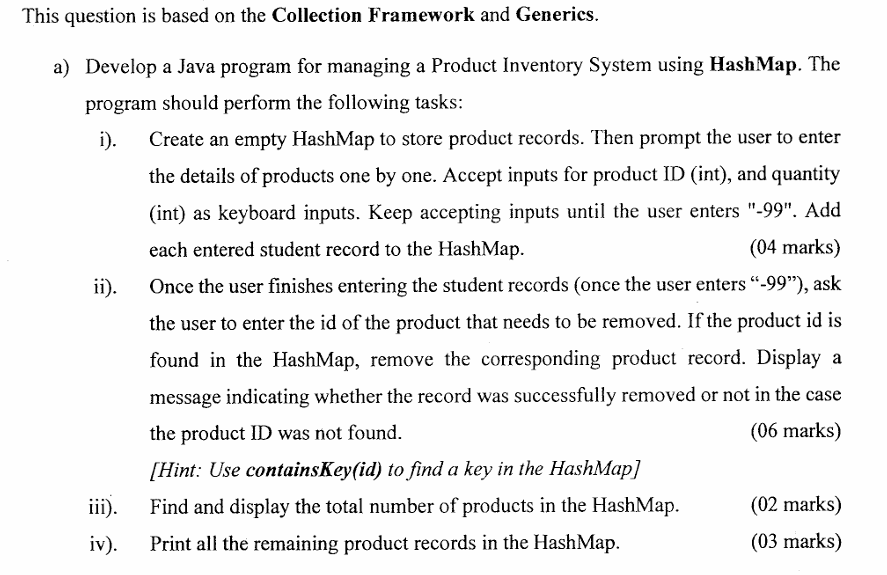 This question is based on the Collection Framework and Generics.
a) Develop a Java program for managing a Product Inventory System using HashMap. The
program should perform the following tasks:
i). Create an empty HashMap to store product records. Then prompt the user to enter
the details of products one by one. Accept inputs for product ID (int), and quantity
(int) as keyboard inputs. Keep accepting inputs until the user enters "-99". Add
each entered student record to the HashMap. (04 marks)
ii). Once the user finishes entering the student records (once the user enters “-99”), ask
the user to enter the id of the product that needs to be removed. If the product id is
found in the HashMap, remove the corresponding product record. Display a
message indicating whether the record was successfully removed or not in the case
the product ID was not found. (06 marks)
[Hint: Use containsKey(id) to find a key in the HashMap]
iii). Find and display the total number of products in the HashMap. (02 marks)
iv). Print all the remaining product records in the HashMap. (03 marks)